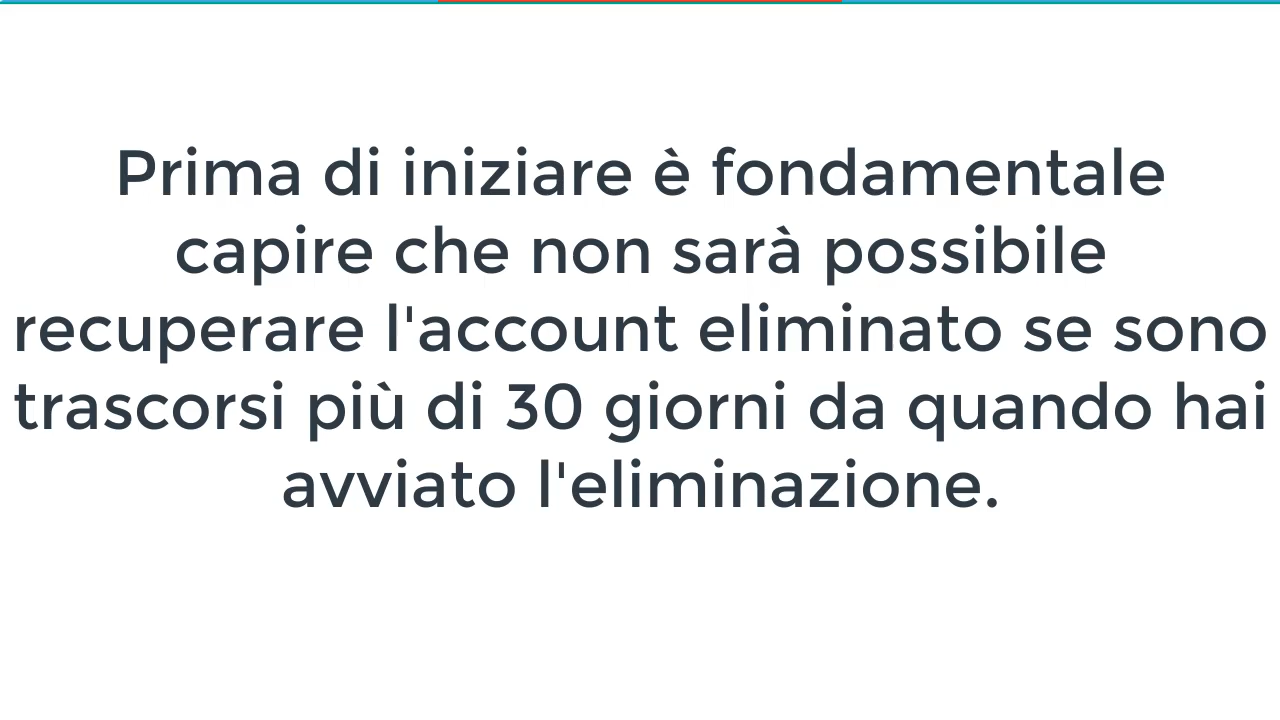 Prima di iniziare è fondamentale
capire che non sarà possibile
recuperare l'account eliminato se sono
trascorsi più di 30 giorni da quando hai
avviato l'eliminazione.